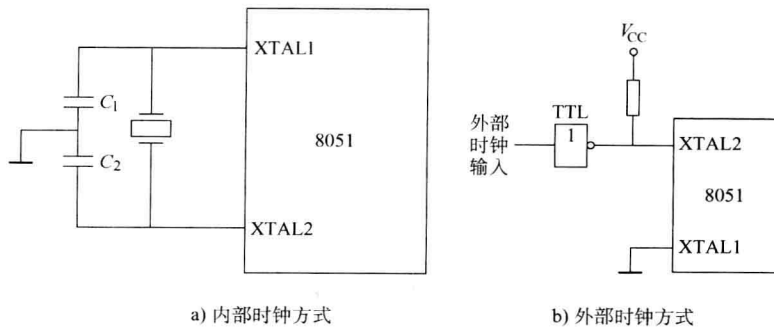 XTAL1
C1
8051
C2
XTAL2
a) 内部时钟方式
VCC
TTL
1
外部
时钟
输入
XTAL2
8051
XTAL1
b) 外部时钟方式